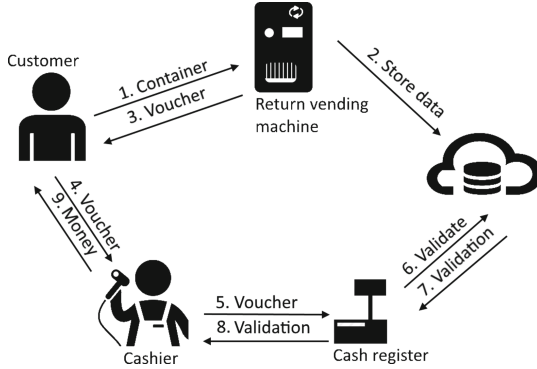 Customer
1. Container
3. Voucher
Return vending
machine
2. Store data
4. Voucher
9. Money
6. Validate
7. Validation
5. Voucher
8. Validation
Cashier
Cash register